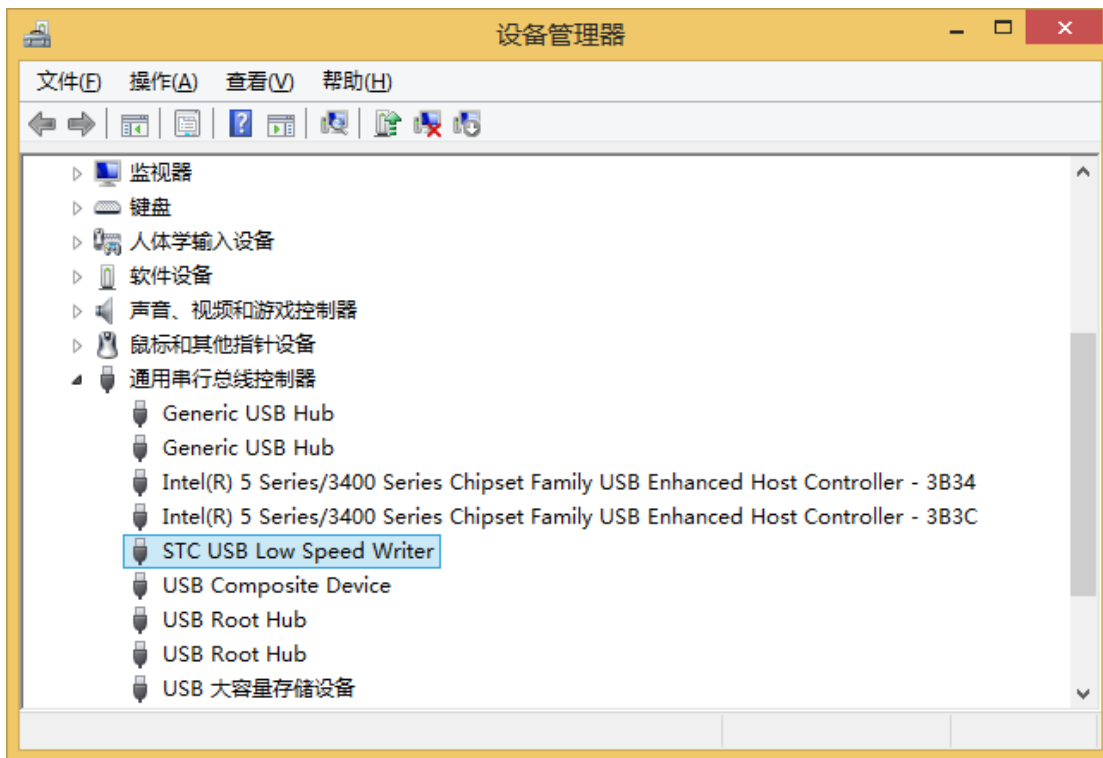 设备管理器
文件(F) 操作(A) 查看(V) 帮助(H)
监视器
键盘
人体学输入设备
软件设备
声音、视频和游戏控制器
鼠标和其他指针设备
通用串行总线控制器
Generic USB Hub
Generic USB Hub
Intel(R) 5 Series/3400 Series Chipset Family USB Enhanced Host Controller - 3B34
Intel(R) 5 Series/3400 Series Chipset Family USB Enhanced Host Controller - 3B3C
STC USB Low Speed Writer
USB Composite Device
USB Root Hub
USB Root Hub
USB 大容量存储设备